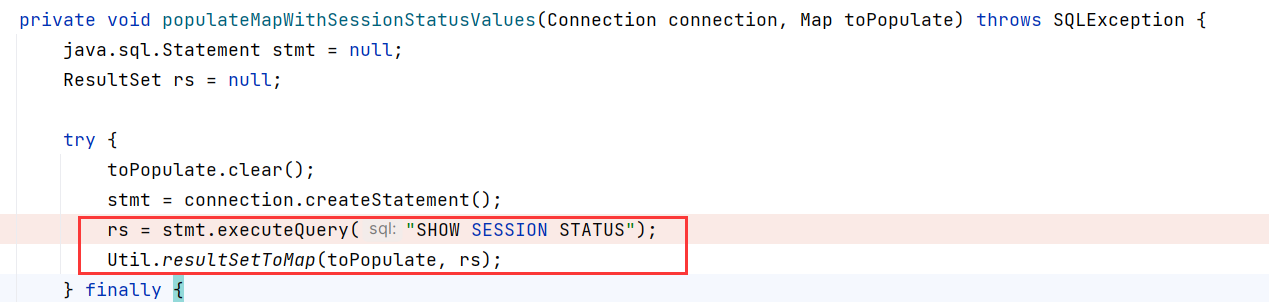 private void populateMapWithSessionStatusValues(Connection connection, Map toPopulate) throws SQLException {
java.sql.Statement stmt = null;
ResultSet rs = null;
try {
toPopulate.clear();
stmt = connection.createStatement();
rs = stmt.executeQuery( sql: "SHOW SESSION STATUS");
Util.resultSetToMap(toPopulate, rs);
} finally {